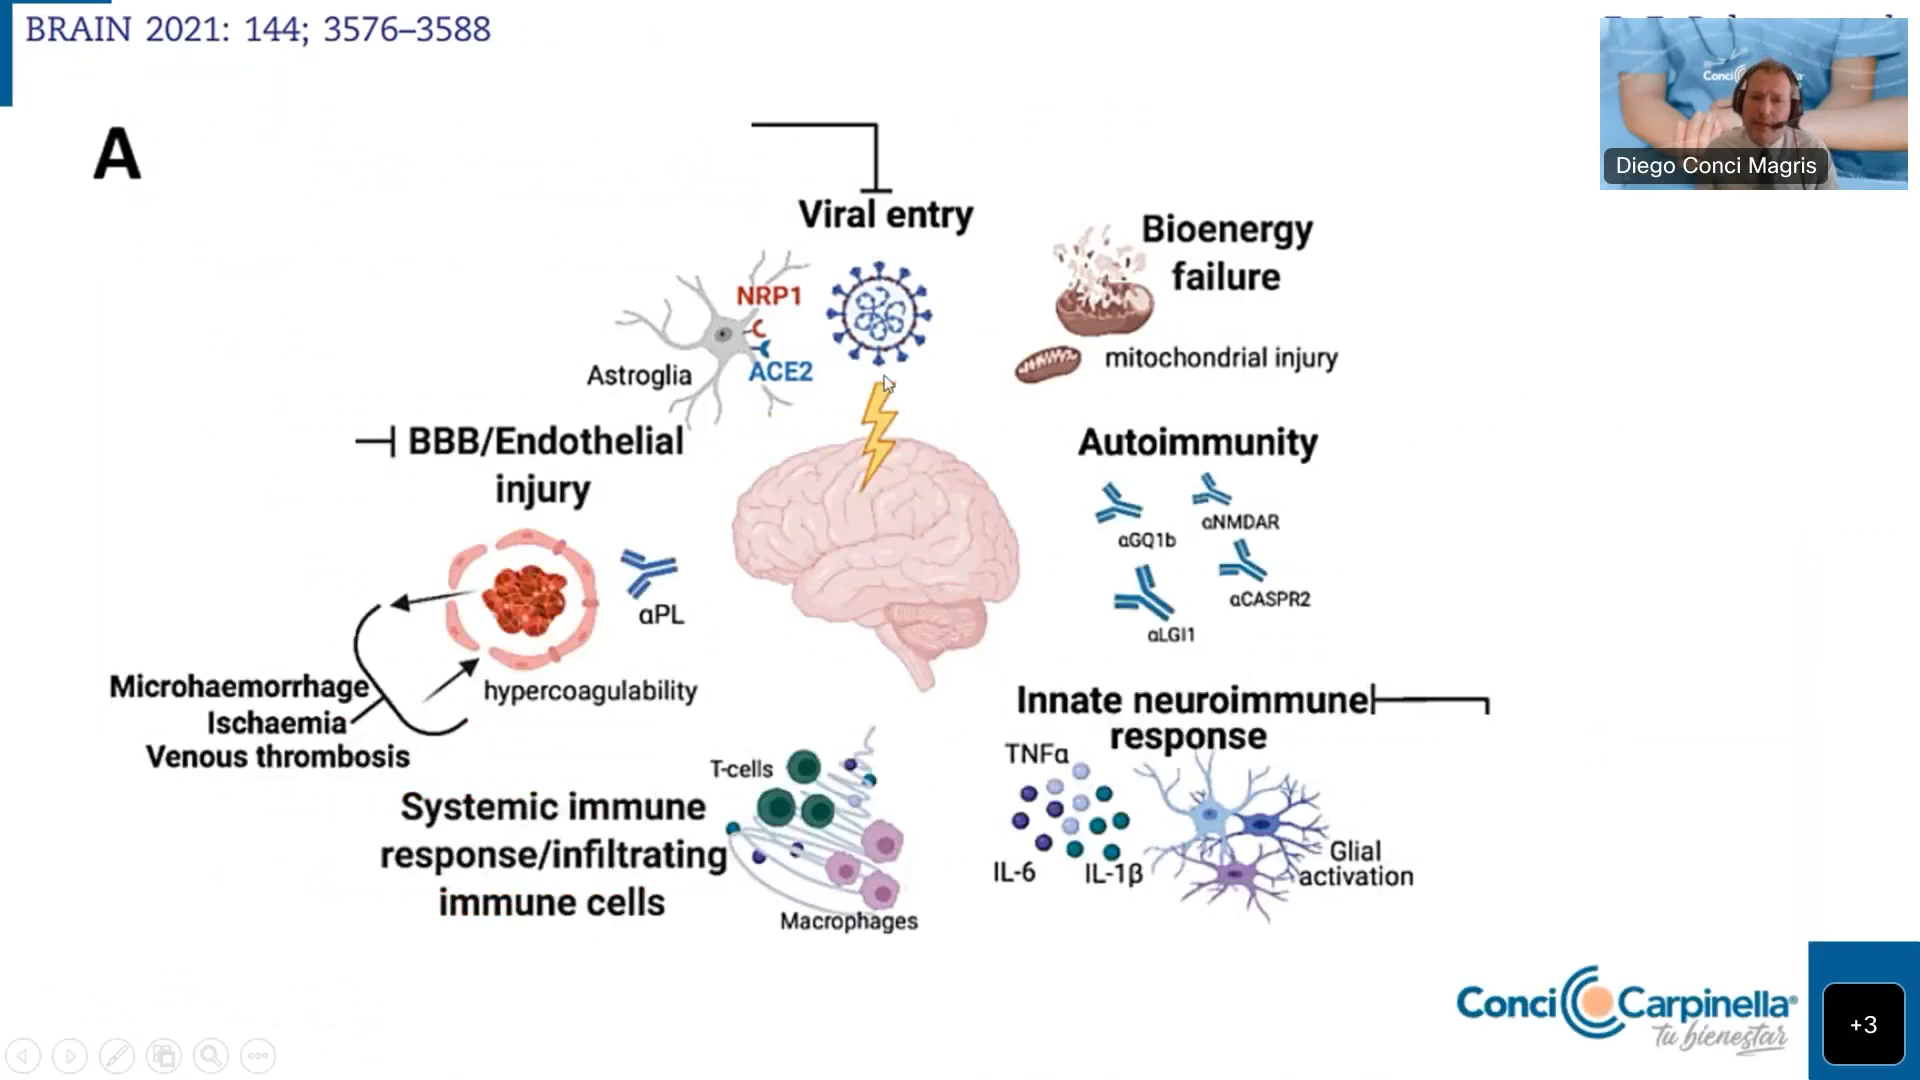 BRAIN 2021: 144; 3576–3588
Conci
Diego Conci Magris
A
Viral entry
Bioenergy
failure
NRP1
ACE2
Astroglia
mitochondrial injury
BBB/Endothelial
injury
Autoimmunity
αGQ1b
αNMDAR
αCASPR2
αLGI1
αPL
hypercoagulability
Microhaemorrhage
Ischaemia
Venous thrombosis
Innate neuroimmune
response
TNFα
IL-6
IL-1β
Glial
activation
T-cells
Systemic immune
response/infiltrating
immune cells
Macrophages
Conci Carpinella®
tu bienestar
+3